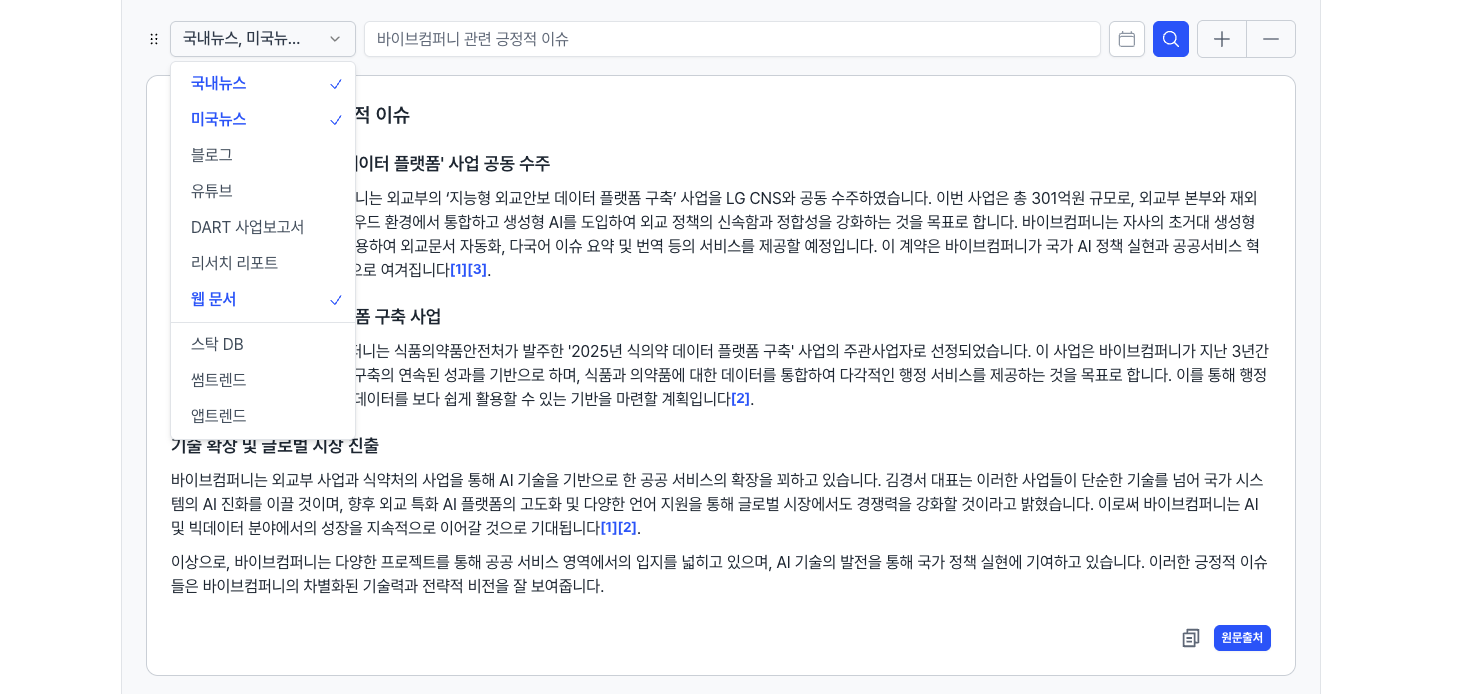 국내뉴스, 미국뉴...
바이브컴퍼니 관련 긍정적 이슈
국내뉴스
미국뉴스
블로그
유튜브
DART 사업보고서
리서치 리포트
웹 문서
스탁 DB
썸트렌드
앱트렌드
적 이슈
이터 플랫폼' 사업 공동 수주
니는 외교부의 ‘지능형 외교안보 데이터 플랫폼 구축’ 사업을 LG CNS와 공동 수주하였습니다. 이번 사업은 총 301억원 규모로, 외교부 본부와 재외
우드 환경에서 통합하고 생성형 AI를 도입하여 외교 정책의 신속함과 정합성을 강화하는 것을 목표로 합니다. 바이브컴퍼니는 자사의 초거대 생성형
용하여 외교문서 자동화, 다국어 이슈 요약 및 번역 등의 서비스를 제공할 예정입니다. 이 계약은 바이브컴퍼니가 국가 AI 정책 실현과 공공서비스 혁
으로 여겨집니다[1][3].
폼 구축 사업
퍼니는 식품의약품안전처가 발주한 '2025년 식의약 데이터 플랫폼 구축' 사업의 주관사업자로 선정되었습니다. 이 사업은 바이브컴퍼니가 지난 3년간
구축의 연속된 성과를 기반으로 하며, 식품과 의약품에 대한 데이터를 통합하여 다각적인 행정 서비스를 제공하는 것을 목표로 합니다. 이를 통해 행정
데이터를 보다 쉽게 활용할 수 있는 기반을 마련할 계획입니다[2].
기술 확장 및 글로벌 시장 진출
바이브컴퍼니는 외교부 사업과 식약처의 사업을 통해 AI 기술을 기반으로 한 공공 서비스의 확장을 꾀하고 있습니다. 김경서 대표는 이러한 사업들이 단순한 기술를 넘어 국가 시스
템의 AI 진화를 이끌 것이며, 향후 외교 특화 AI 플랫폼의 고도화 및 다양한 언어 지원을 통해 글로벌 시장에서도 경쟁력을 강화할 것이라고 밝혔습니다. 이로써 바이브컴퍼니는 AI
및 빅데이터 분야에서의 성장을 지속적으로 이어갈 것으로 기대됩니다[1][2].
이상으로, 바이브컴퍼니는 다양한 프로젝트를 통해 공공 서비스 영역에서의 입지를 넓히고 있으며, AI 기술의 발전을 통해 국가 정책 실현에 기여하고 있습니다. 이러한 긍정적 이슈
들은 바이브컴퍼니의 차별화된 기술력과 전략적 비전을 잘 보여줍니다.
원문출처